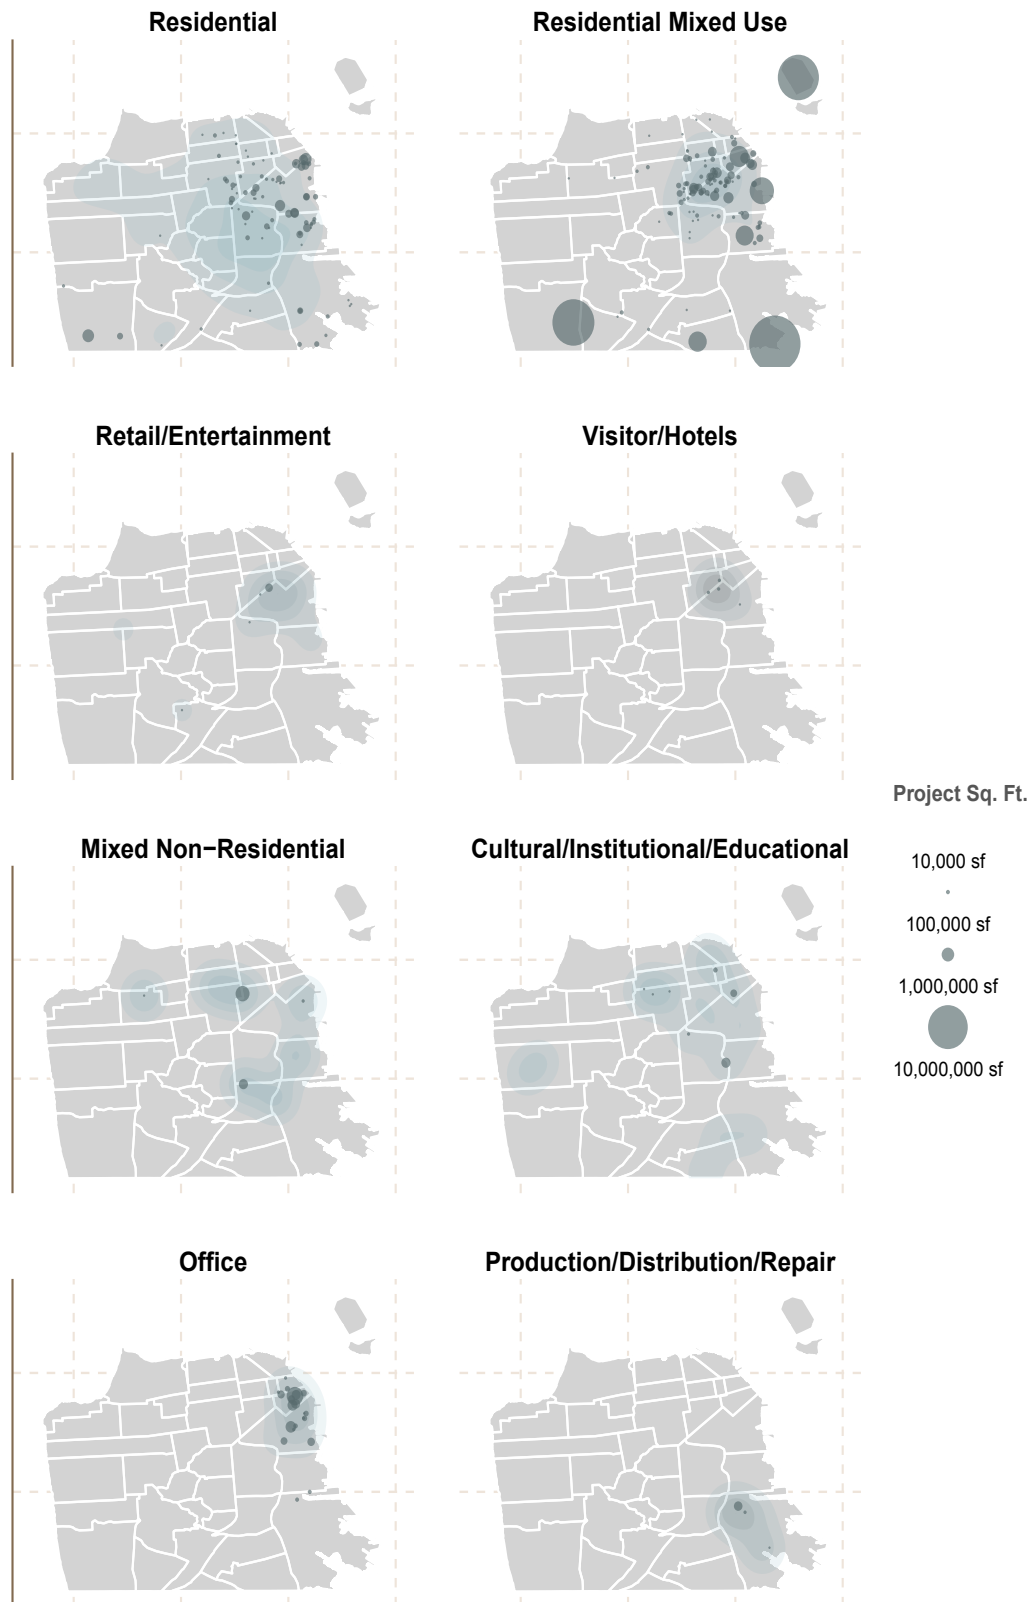 Residential
Residential Mixed Use
Retail/Entertainment
Visitor/Hotels
Project Sq. Ft.
Mixed Non−Residential
Cultural/Institutional/Educational
10,000 sf
100,000 sf
1,000,000 sf
10,000,000 sf
Office
Production/Distribution/Repair